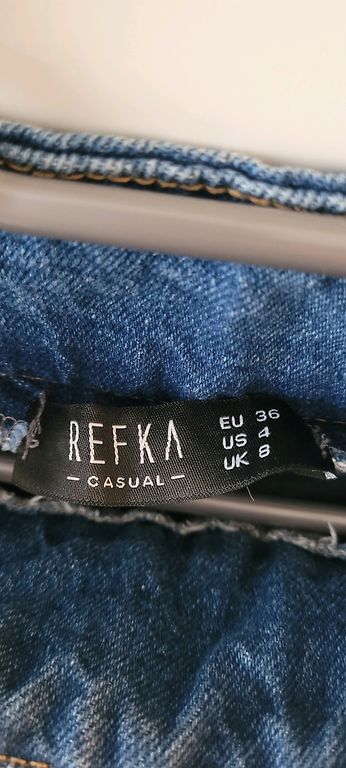 REFKA
– CASUAL –
EU 36
US 4
UK 8